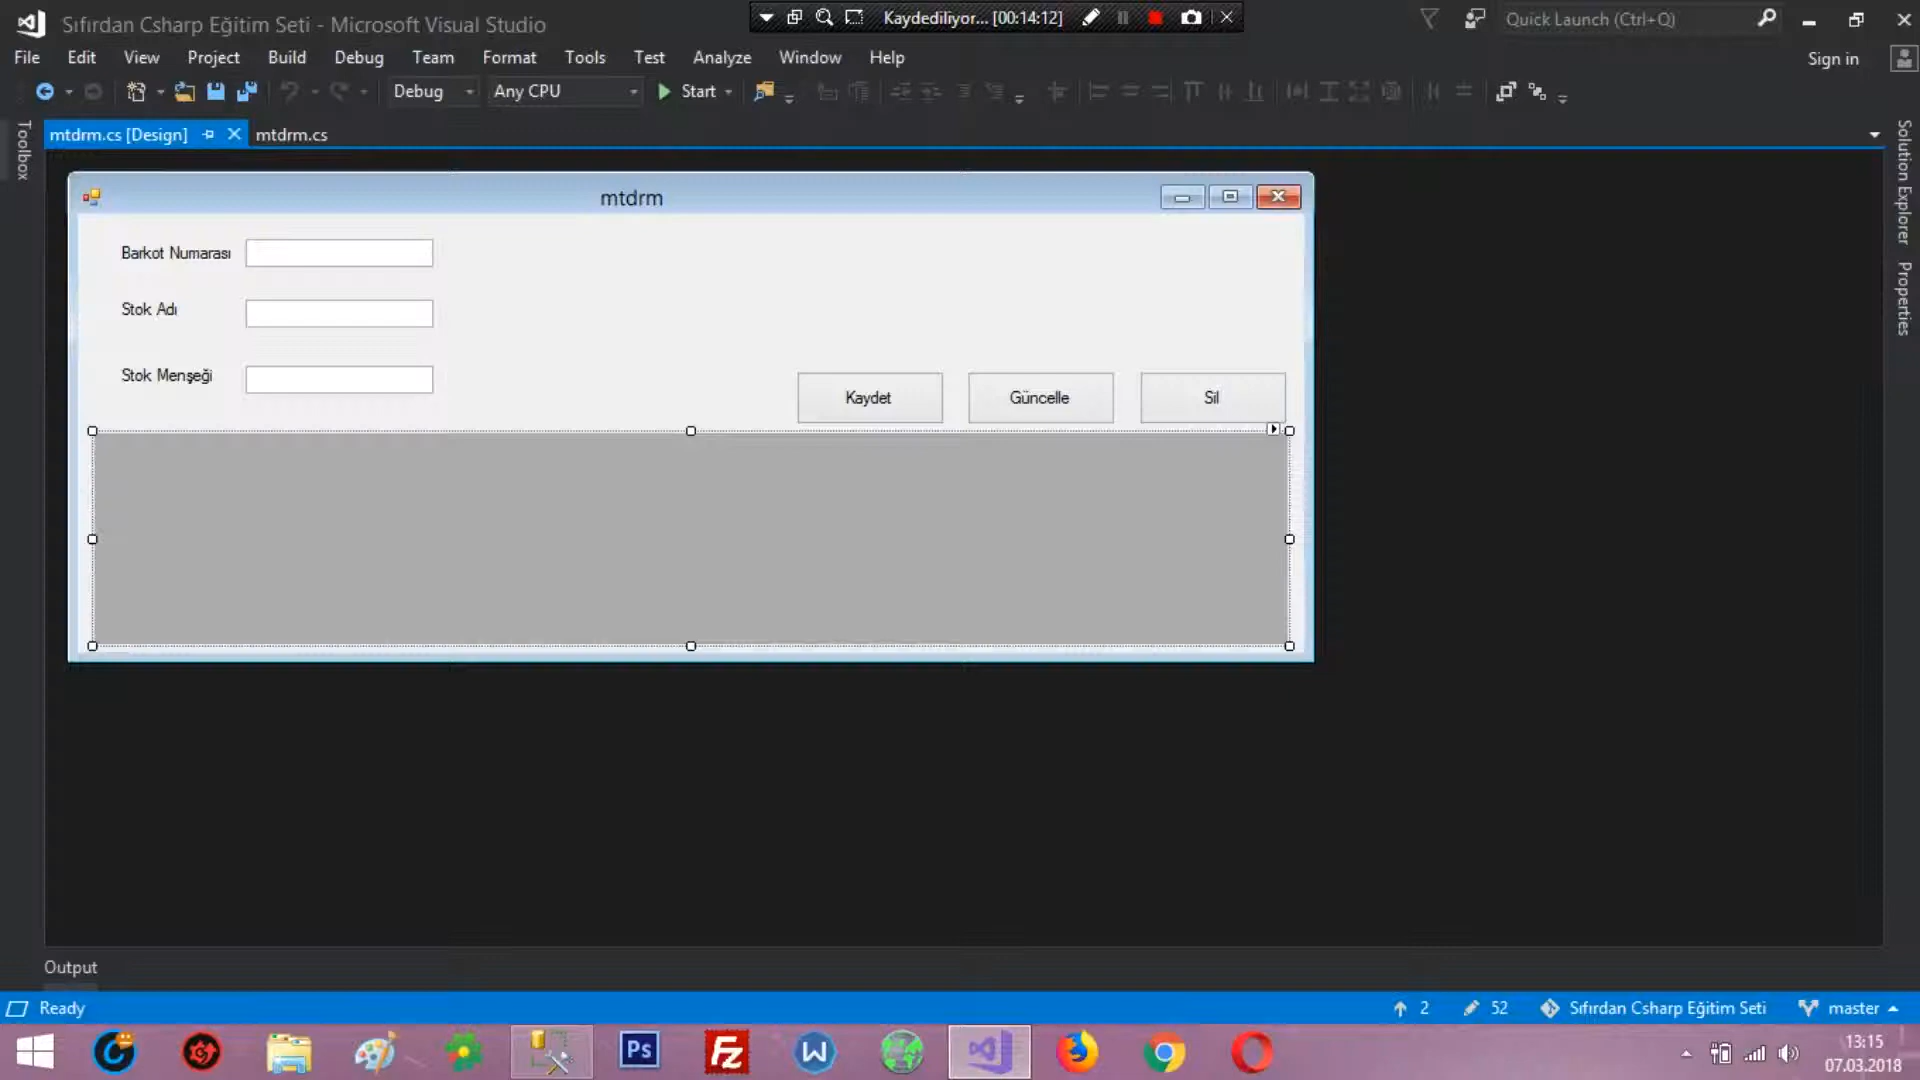 Sıfırdan Csharp Eğitim Seti - Microsoft Visual Studio
Kaydediliyor... [00:14:12]
Quick Launch (Ctrl+Q)
File Edit View Project Build Debug Team Format Tools Test Analyze Window Help
Sign in
Debug Any CPU Start
Toolbox
mtdrm.cs [Design] mtdrm.cs
Solution Explorer
Properties
mtdrm
Barkot Numarası
Stok Adı
Stok Menşeği
Kaydet Güncelle Sil
Output
Ready
2 52 Sıfırdan Csharp Eğitim Seti master
Ps
Fz
W
13:15
07.03.2018